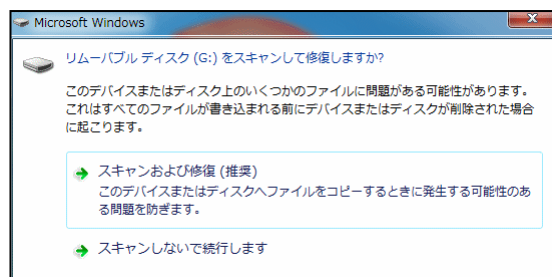 Microsoft Windows
リムーバブル ディスク (G:) をスキャンして修復しますか?
このデバイスまたはディスク上のいくつかのファイルに問題がある可能性があります。
これはすべてのファイルが書き込まれる前にデバイスまたはディスクが削除された場合
に起こります。
スキャンおよび修復 (推奨)
このデバイスまたはディスクへファイルをコピーするときに発生する可能性のあ
る問題を防ぎます。
スキャンしないで続行します